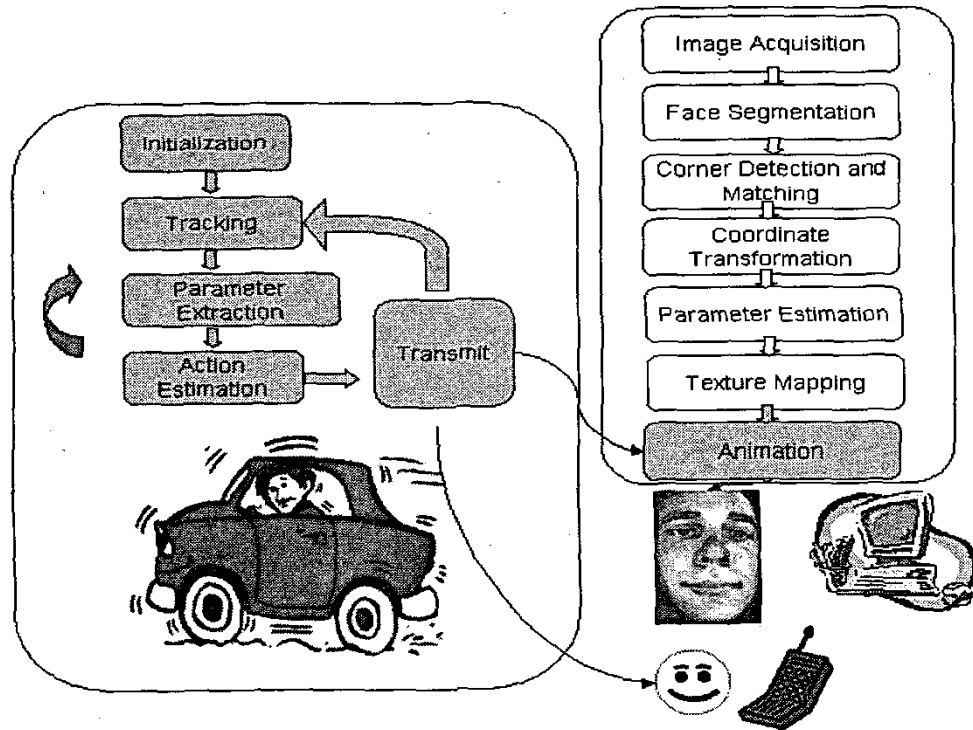 Initialization
Tracking
Parameter
Extraction
Action
Estimation
Transmit
Image Acquisition
Face Segmentation
Corner Detection and
Matching
Coordinate
Transformation
Parameter Estimation
Texture Mapping
Animation